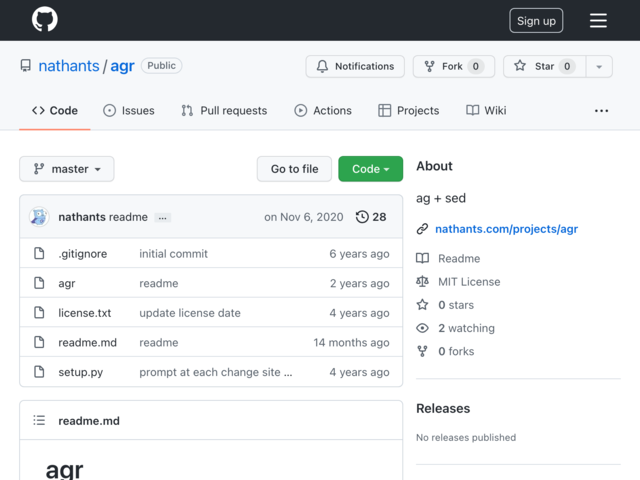 Sign up
nathants / agr Public
Notifications Fork 0 Star 0
Code Issues Pull requests Actions Projects Wiki ...
master Go to file Code
nathants readme ... on Nov 6, 2020 28
.gitignore initial commit 6 years ago
agr readme 2 years ago
license.txt update license date 4 years ago
readme.md readme 14 months ago
setup.py prompt at each change site ... 4 years ago
readme.md
agr
About
ag + sed
nathants.com/projects/agr
Readme
MIT License
0 stars
2 watching
0 forks
Releases
No releases published